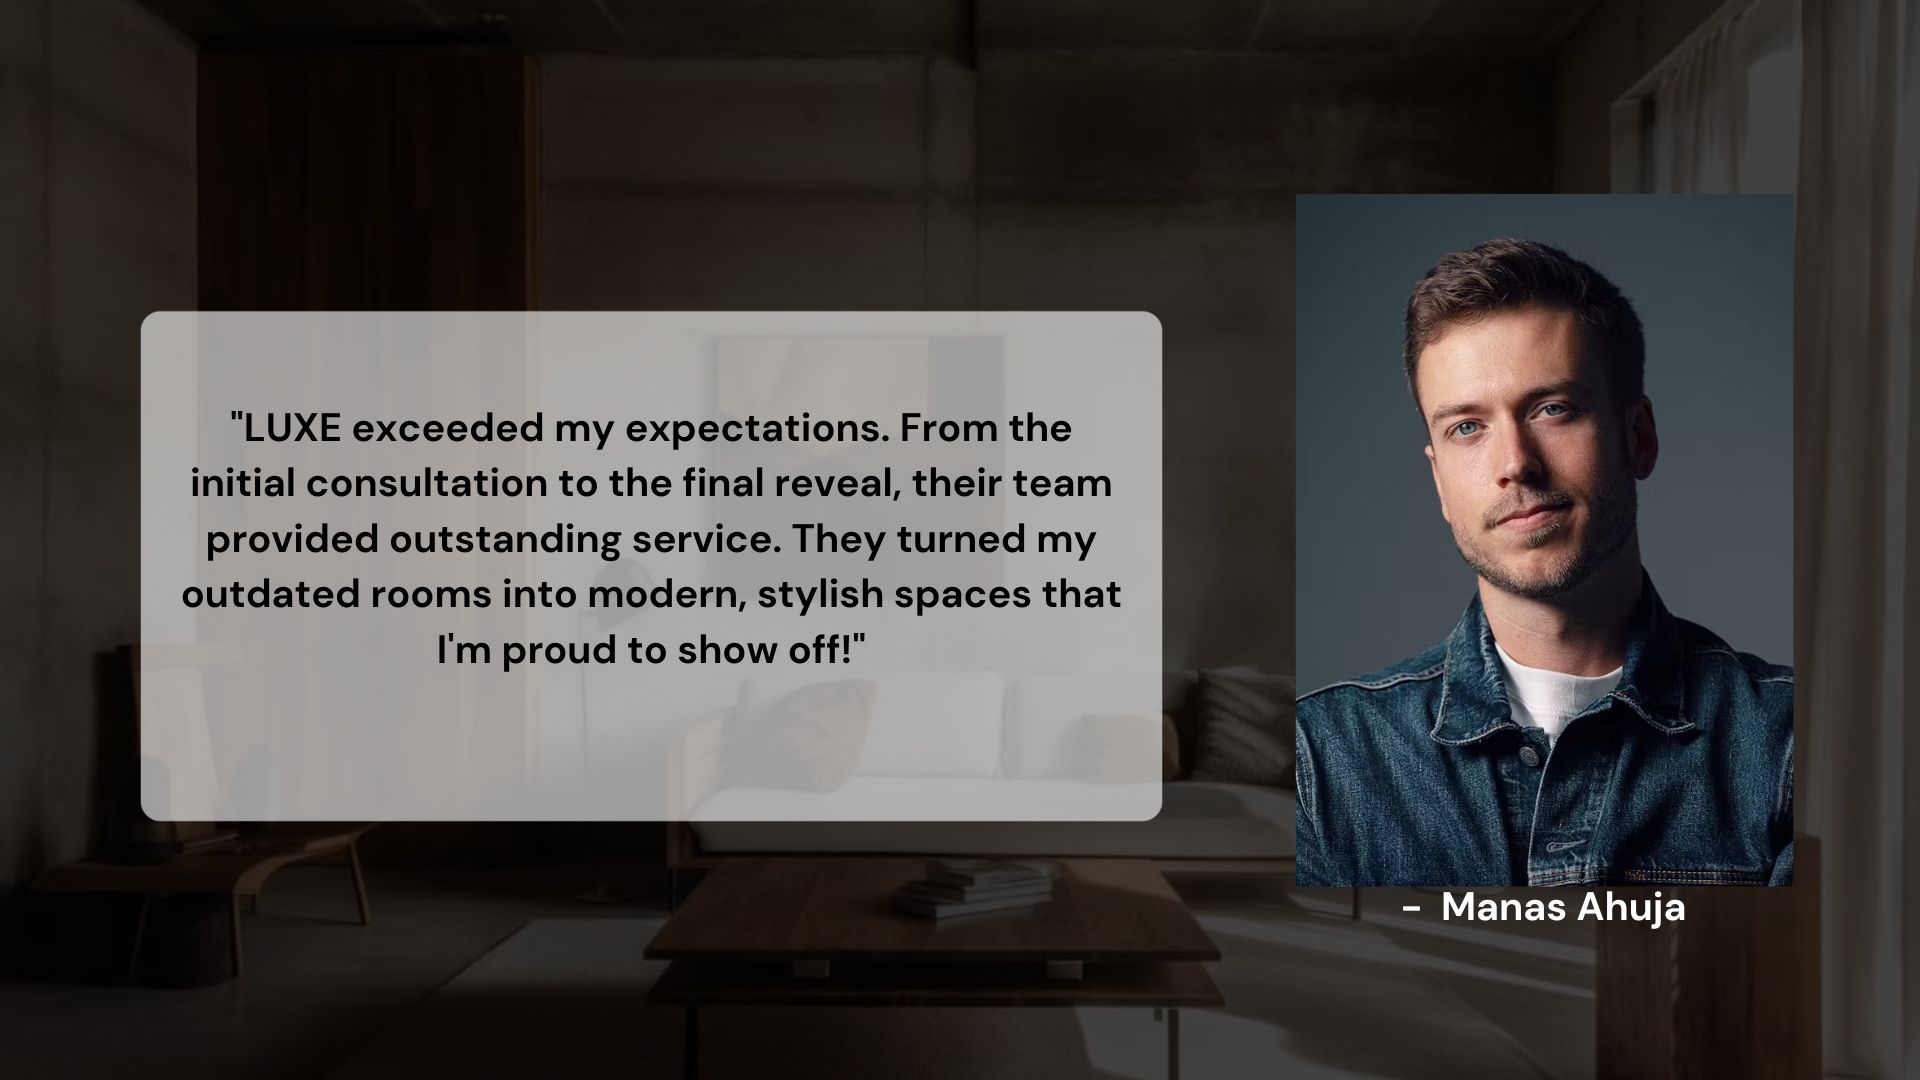 "LUXE exceeded my expectations. From the
initial consultation to the final reveal, their team
provided outstanding service. They turned my
outdated rooms into modern, stylish spaces that
I'm proud to show off!"
- Manas Ahuja